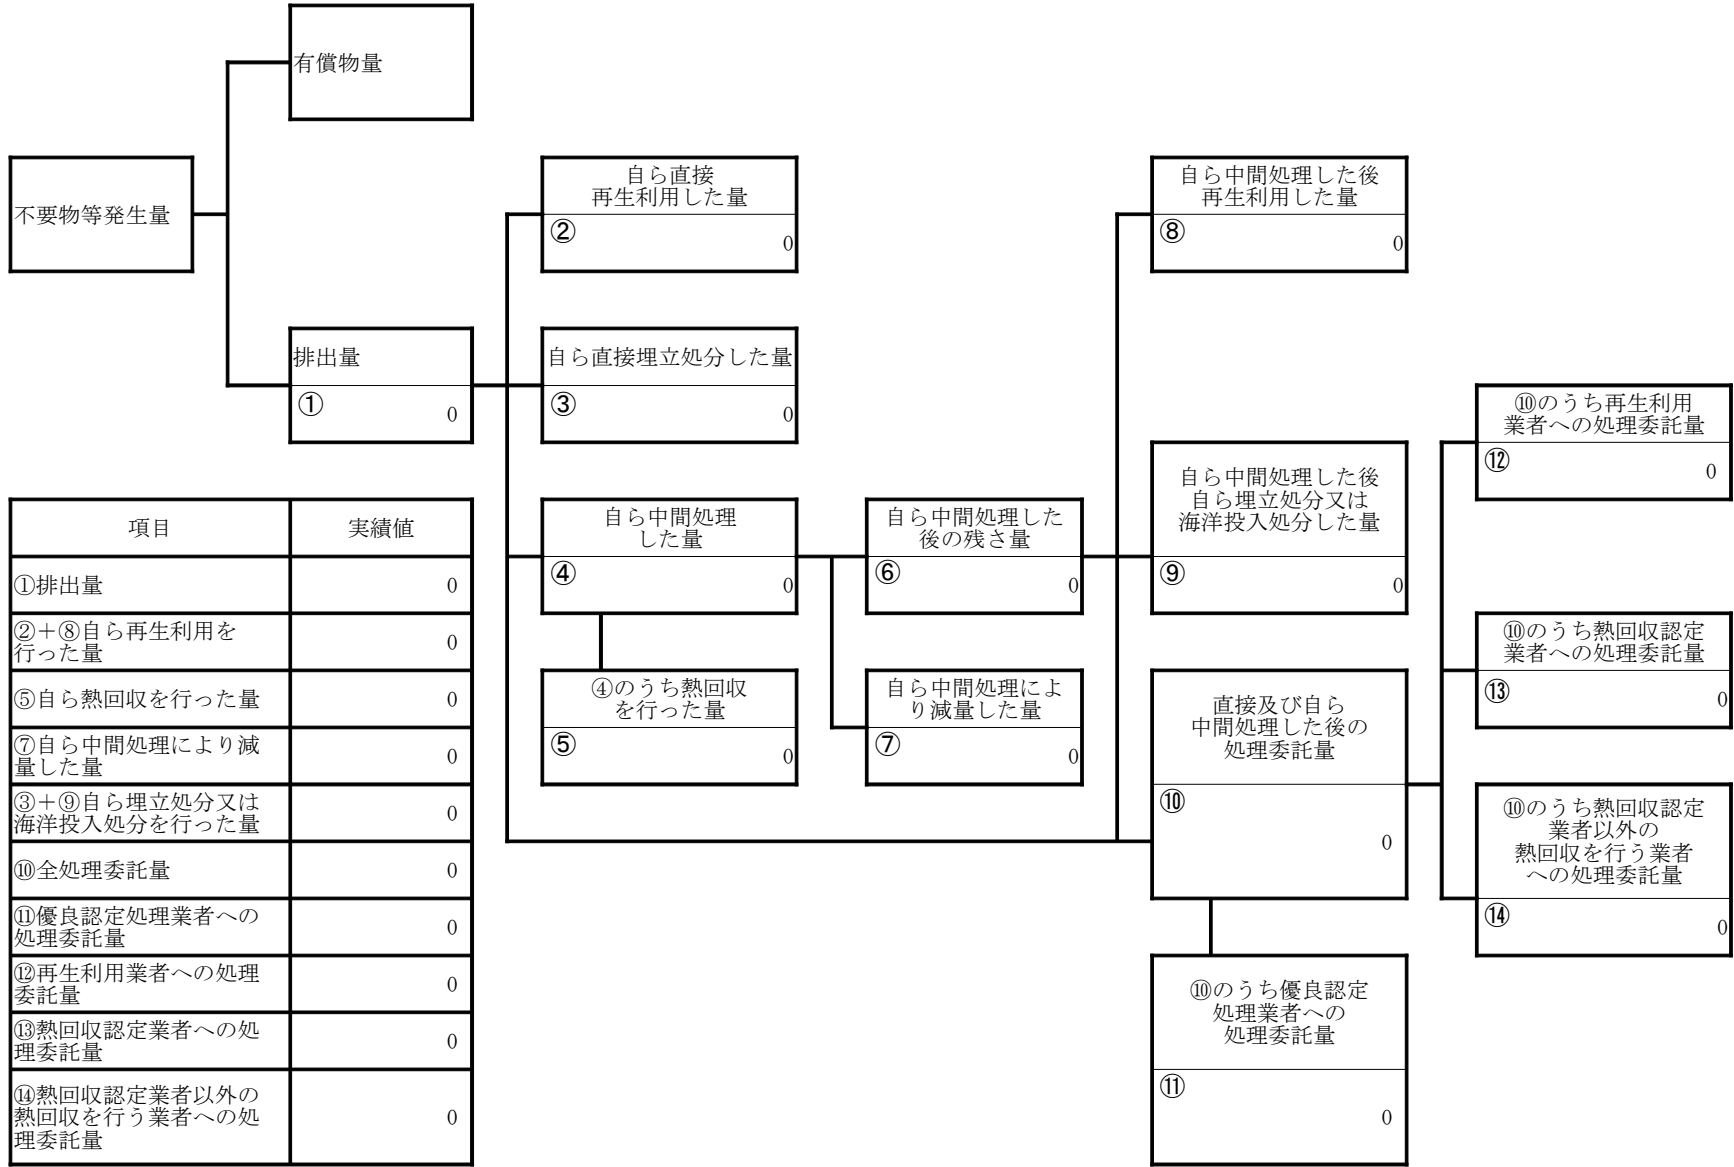 有償物量
不要物等発生量
自ら直接
再生利用した量
②
0
自ら中間処理した後
再生利用した量
⑧
0
排出量
①
0
自ら直接埋立処分した量
③
0
⑩のうち再生利用
業者への処理委託量
⑫
0
自ら中間処理
した量
④
0
自ら中間処理した
後の残さ量
⑥
0
自ら中間処理した後
自ら埋立処分又は
海洋投入処分した量
⑨
0
⑩のうち熱回収認定
業者への処理委託量
⑬
0
④のうち熱回収
を行った量
⑤
0
自ら中間処理によ
り減量した量
⑦
0
直接及び自ら
中間処理した後の
処理委託量
⑩
0
⑩のうち熱回収認定
業者以外の
熱回収を行う業者
への処理委託量
⑭
0
⑩のうち優良認定
処理業者への
処理委託量
⑪
0
項目
実績値
①排出量
0
②＋⑧自ら再生利用を
行った量
0
⑤自ら熱回収を行った量
0
⑦自ら中間処理により減
量した量
0
③＋⑨自ら埋立処分又は
海洋投入処分を行った量
0
⑩全処理委託量
0
⑪優良認定処理業者への
処理委託量
0
⑫再生利用業者への処理
委託量
0
⑬熱回収認定業者への処
理委託量
0
⑭熱回収認定業者以外の
熱回収を行う業者への処
理委託量
0